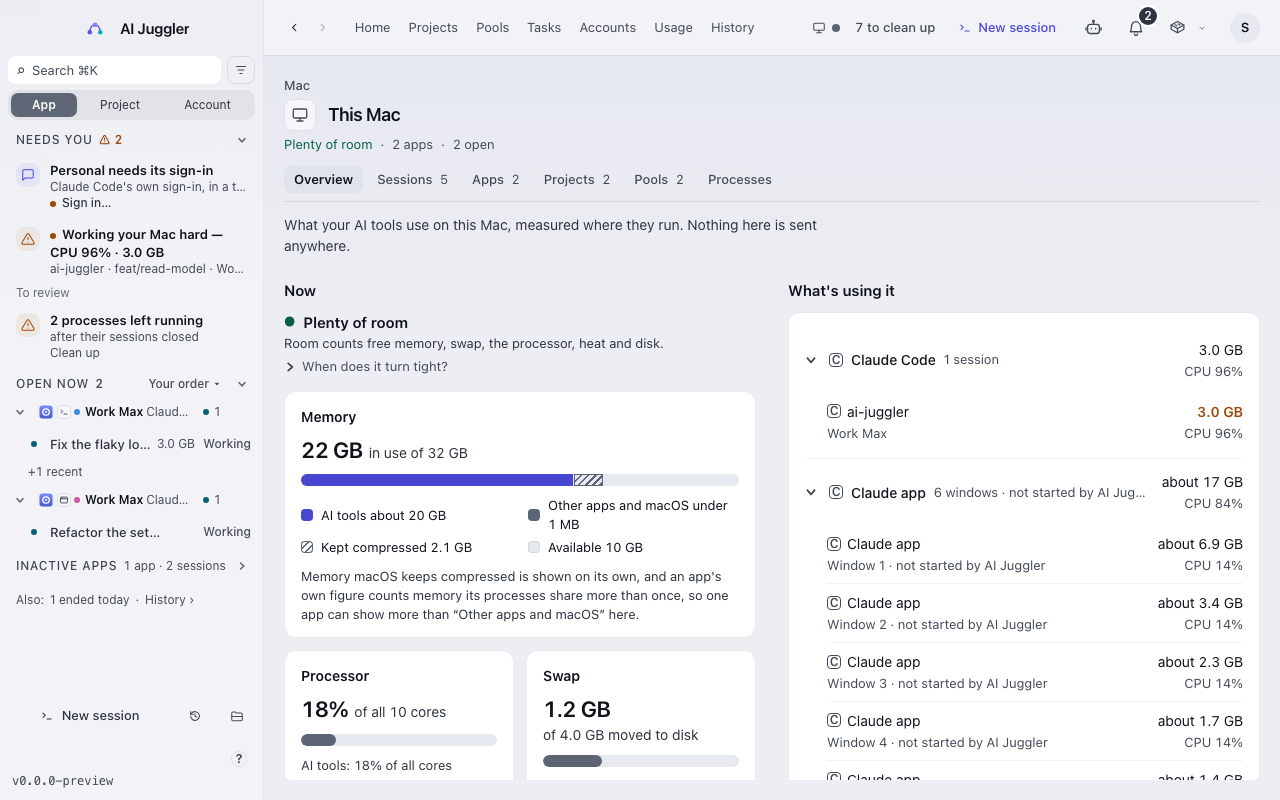 AI Juggler
Search ⌘K
App Project Account
NEEDS YOU 2
Personal needs its sign-in
Claude Code's own sign-in, in a t…
Sign in…
Working your Mac hard —
CPU 96% · 3.0 GB
ai-juggler · feat/read-model · Wo…
To review
2 processes left running
after their sessions closed
Clean up
OPEN NOW 2 Your order
Work Max Claud… 1
Fix the flaky lo… 3.0 GB Working
+1 recent
Work Max Claud… 1
Refactor the set… Working
INACTIVE APPS 1 app · 2 sessions
Also: 1 ended today · History ›
New session
?
v0.0.0-preview
Home Projects Pools Tasks Accounts Usage History
7 to clean up
New session
2
S
Mac
This Mac
Plenty of room · 2 apps · 2 open
Overview Sessions 5 Apps 2 Projects 2 Pools 2 Processes
What your AI tools use on this Mac, measured where they run. Nothing here is sent
anywhere.
Now
Plenty of room
Room counts free memory, swap, the processor, heat and disk.
When does it turn tight?
Memory
22 GB in use of 32 GB
AI tools about 20 GB
Other apps and macOS under
1 MB
Kept compressed 2.1 GB
Available 10 GB
Memory macOS keeps compressed is shown on its own, and an app's
own figure counts memory its processes share more than once, so one
app can show more than “Other apps and macOS” here.
Processor
18% of all 10 cores
AI tools: 18% of all cores
Swap
1.2 GB
of 4.0 GB moved to disk
What's using it
C Claude Code 1 session 3.0 GB
CPU 96%
C ai-juggler 3.0 GB
Work Max CPU 96%
C Claude app 6 windows · not started by AI Jug… about 17 GB
CPU 84%
C Claude app about 6.9 GB
Window 1 · not started by AI Juggler CPU 14%
C Claude app about 3.4 GB
Window 2 · not started by AI Juggler CPU 14%
C Claude app about 2.3 GB
Window 3 · not started by AI Juggler CPU 14%
C Claude app about 1.7 GB
Window 4 · not started by AI Juggler CPU 14%
C Claude app about 1.4 GB